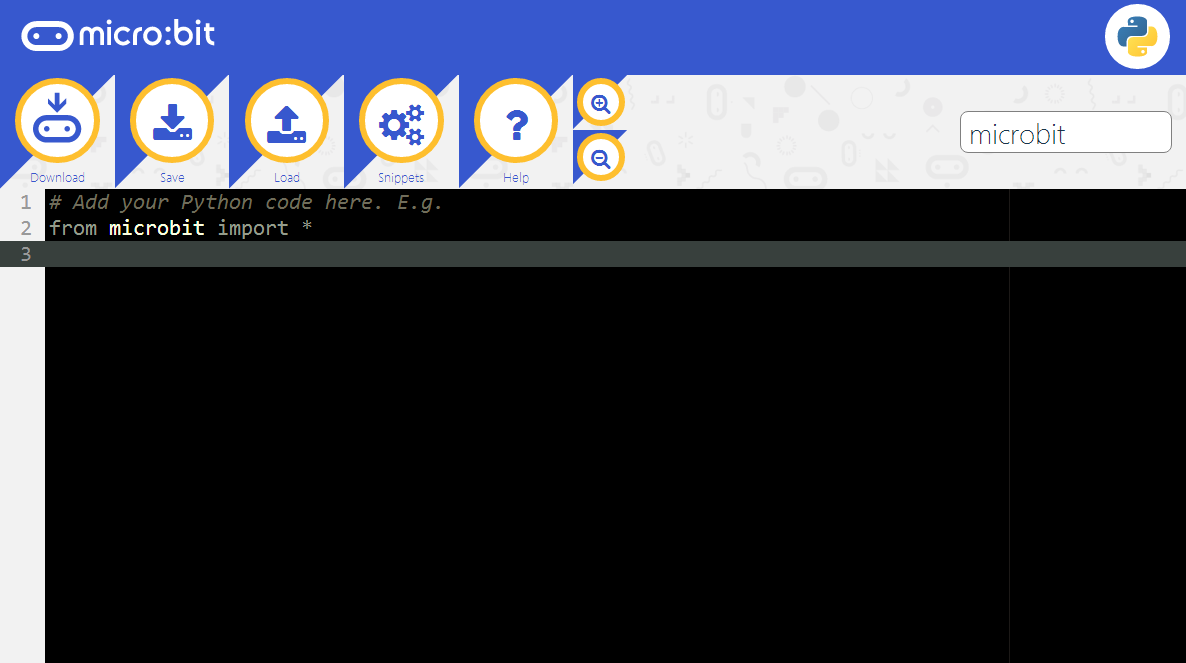 micro:bit
Download
Save
Load
Snippets
Help
microbit
1 # Add your Python code here. E.g.
2 from microbit import *
3